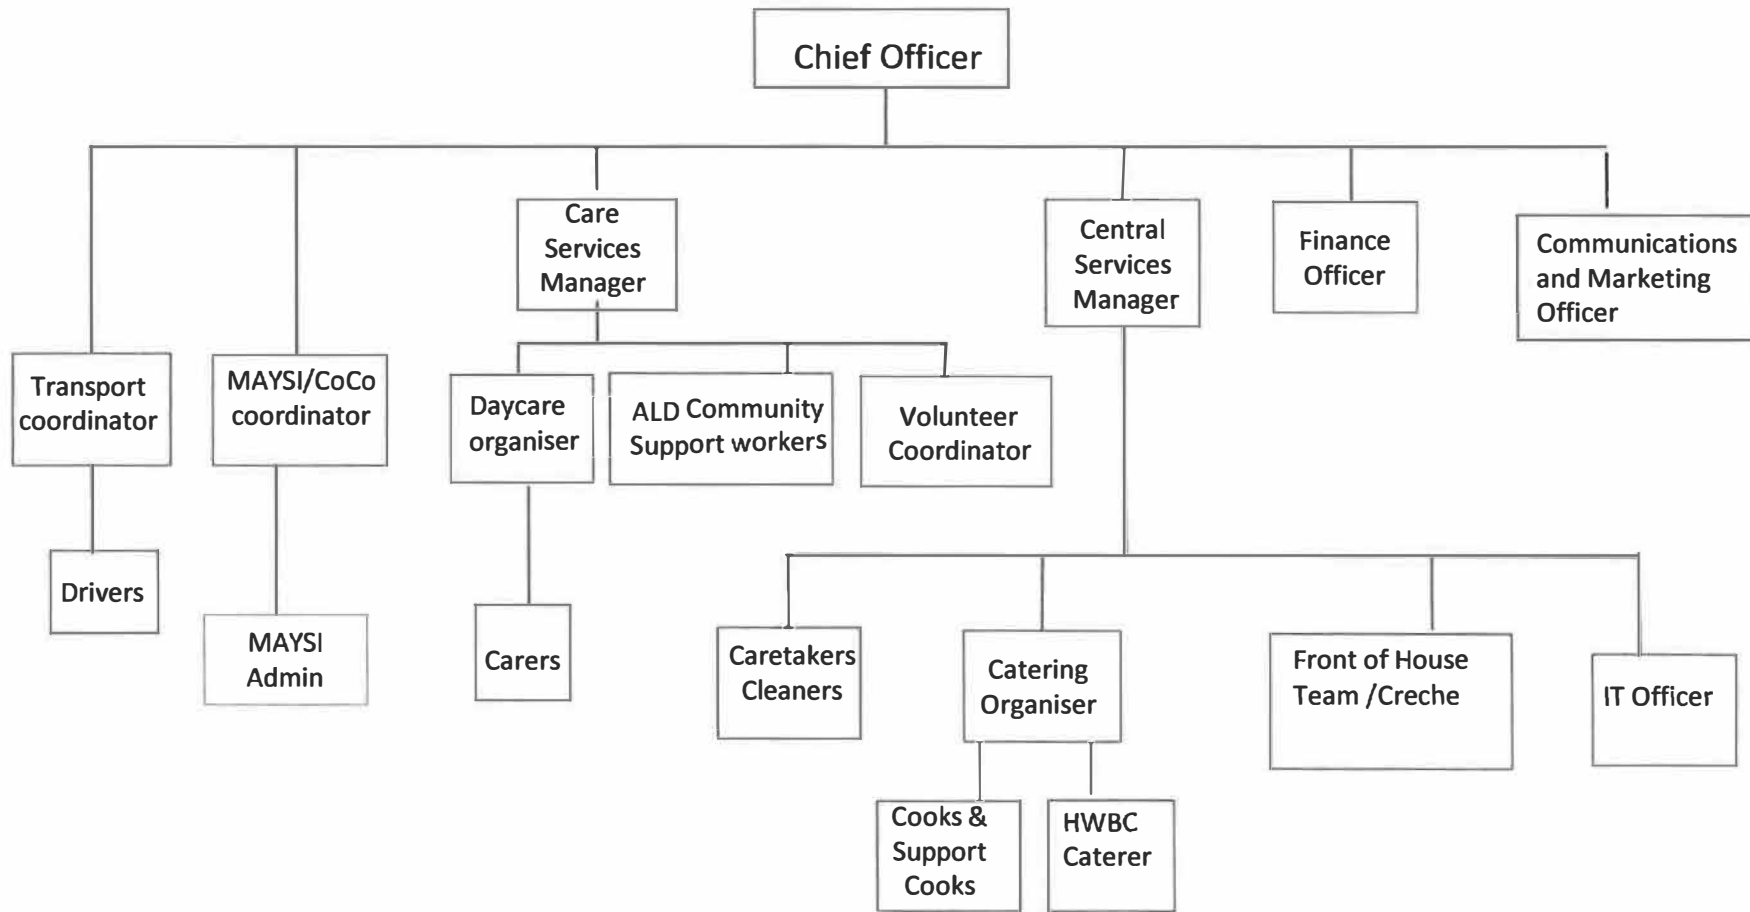 Chief Officer
Care
Services
Manager
Central
Services
Manager
Finance
Officer
Communications
and Marketing
Officer
Transport
coordinator
MAYSI/CoCo
coordinator
Daycare
organiser
ALD Community
Support workers
Volunteer
Coordinator
Drivers
MAYSI
Admin
Carers
Caretakers
Cleaners
Catering
Organiser
Front of House
Team /Creche
IT Officer
Cooks &
Support
Cooks
HWBC
Caterer